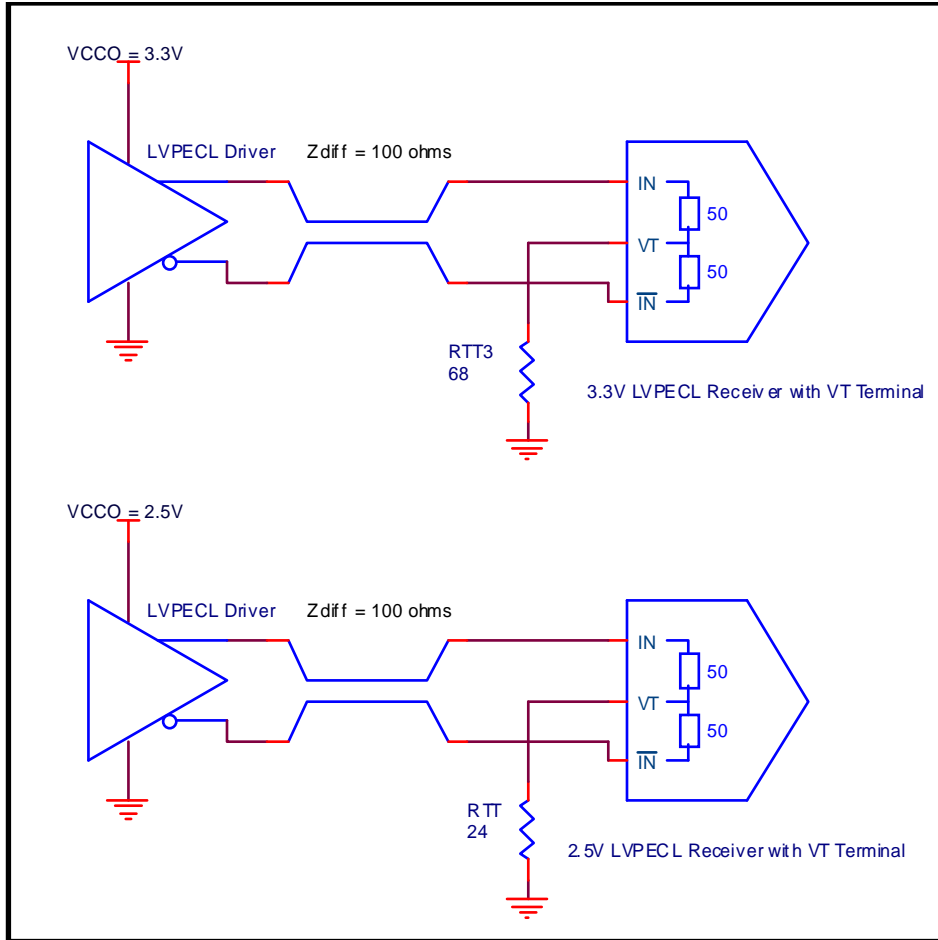 VCCO = 3.3V
LVPECL Driver Zdiff = 100 ohms
IN
50
VT
50
IN
RTT3
68
3.3V LVPECL Receiver with VT Terminal
VCCO = 2.5V
LVPECL Driver Zdiff = 100 ohms
IN
50
VT
50
IN
RTT
24
2.5V LVPECL Receiver with VT Terminal